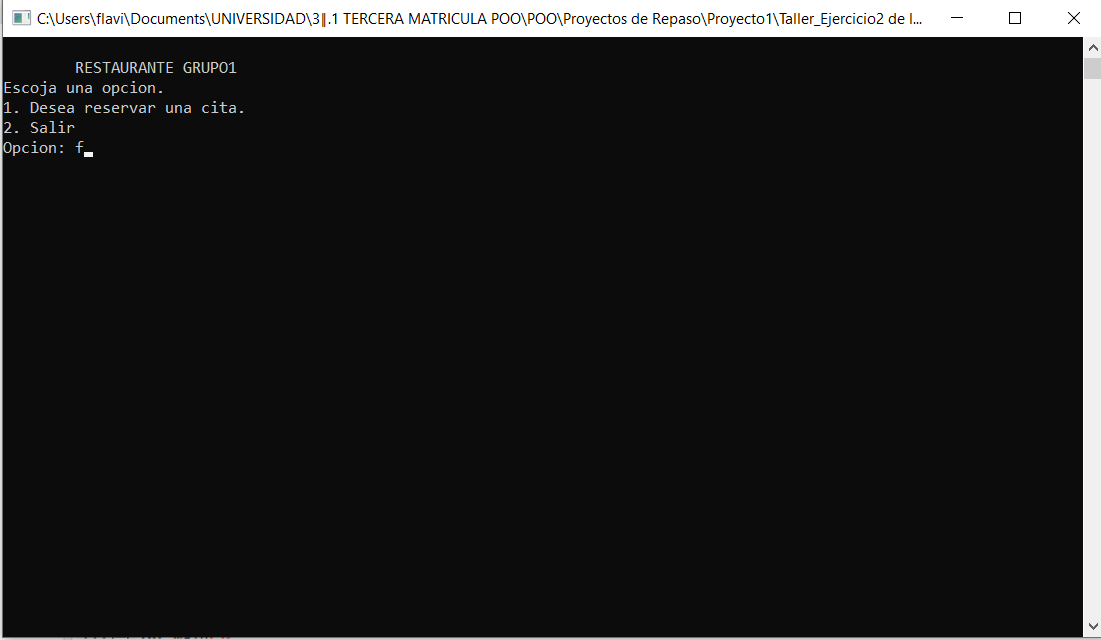 C:\Users\flavi\Documents\UNIVERSIDAD\3‖.1 TERCERA MATRICULA POO\POO\Proyectos de Repaso\Proyecto1\Taller_Ejercicio2 de l...
RESTAURANTE GRUPO1
Escoja una opcion.
1. Desea reservar una cita.
2. Salir
Opcion: f